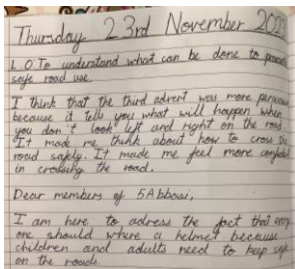 Thursday 23rd November 2023
L.O: To understand what can be done to promote
safe road use.
I think that the third advert was more persuasive
because it tells you what will happen when
you don't look left and right on the road.
It made me think about how to cross the
road safely. It made me feel more confident
in crossing the road.
Dear members of 5Abbasi,
I am here to adress the fact that every
one should where a helmet because
children and adults need to keep safe
on the roads.